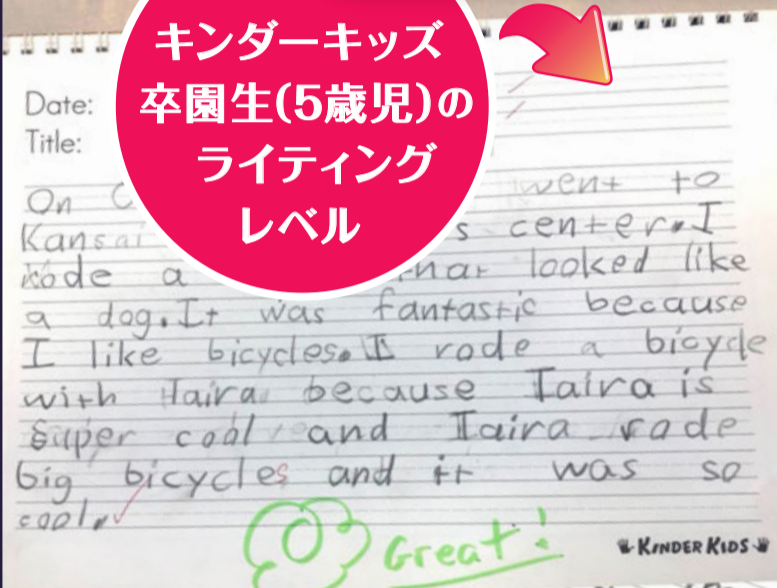 キンダーキッズ
卒園生(5歳児)の
ライティング
レベル
Date:
Title:
On C went to
Kansai s center. I
rode a that looked like
a dog. It was fantastic because
I like bicycles. I rode a bicycle
with Taira because Taira is
super cool and Taira rode
big bicycles and it was so
cool.
Great!
KINDER KIDS